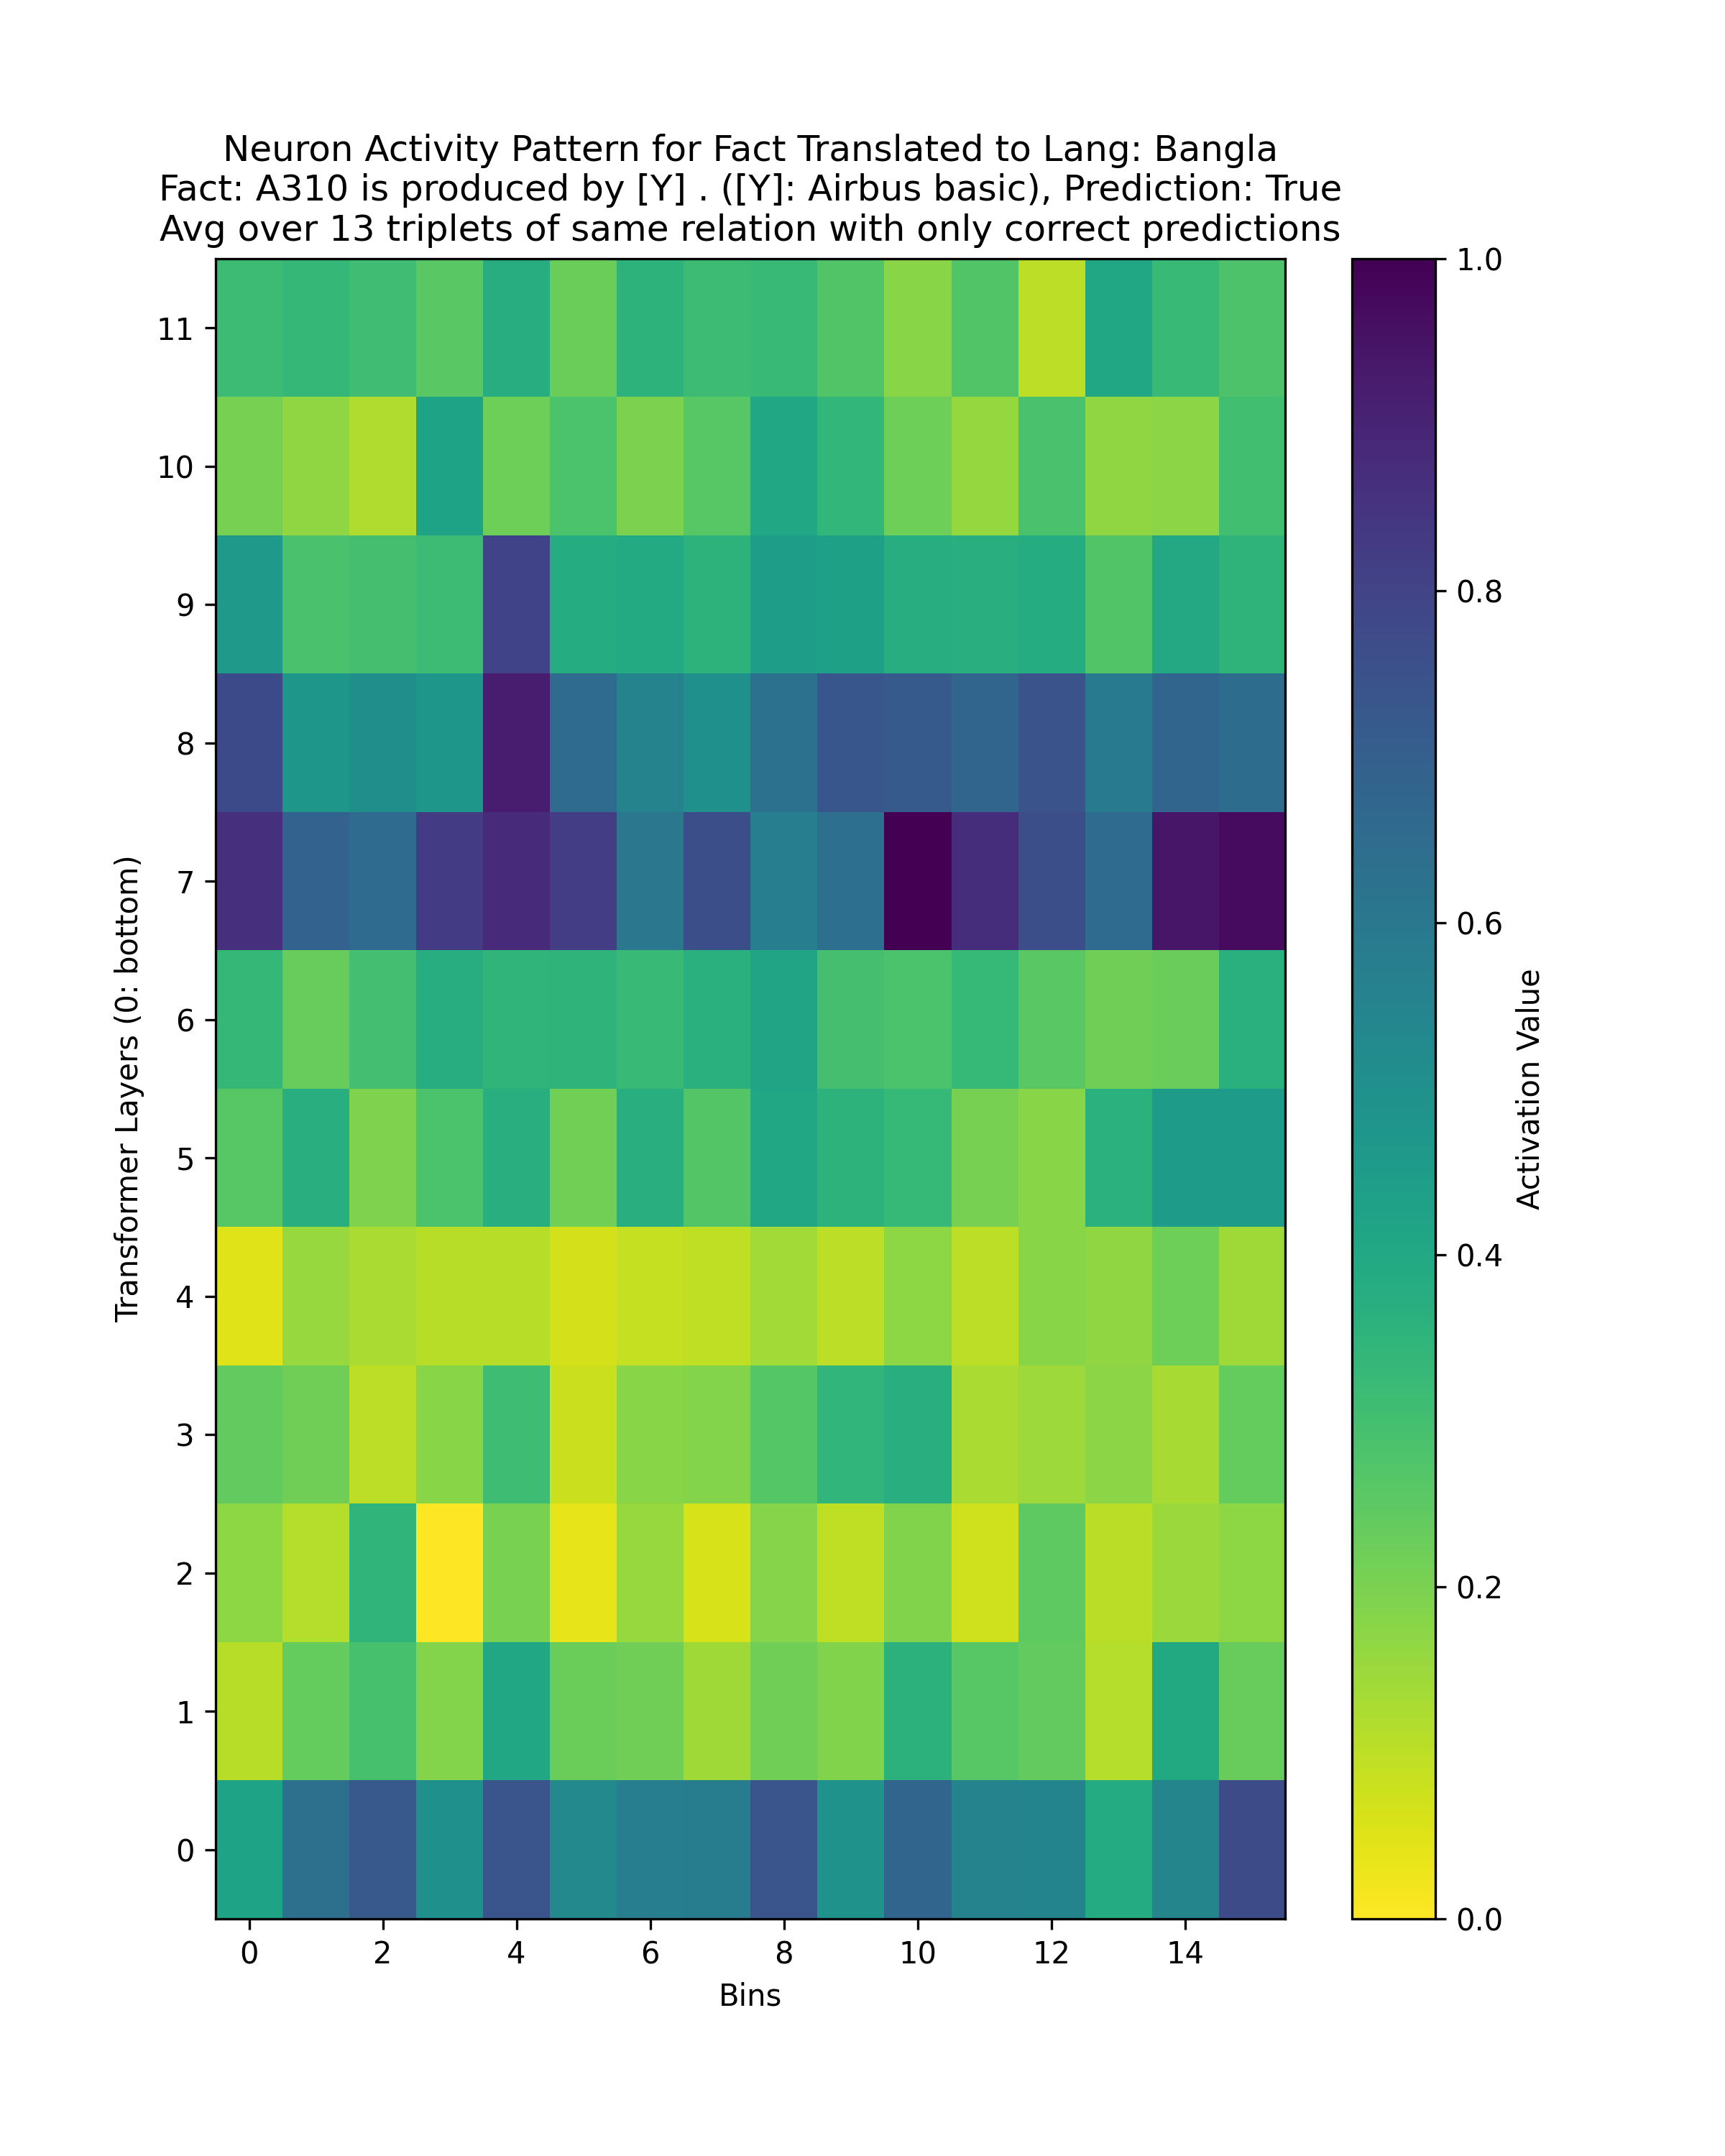 Neuron Activity Pattern for Fact Translated to Lang: Bangla
Fact: A310 is produced by [Y] . ([Y]: Airbus basic), Prediction: True
Avg over 13 triplets of same relation with only correct predictions
11
10
9
8
7
6
5
4
3
2
1
0
Transformer Layers (0: bottom)
0 2 4 6 8 10 12 14
Bins
1.0
0.8
0.6
0.4
0.2
0.0
Activation Value